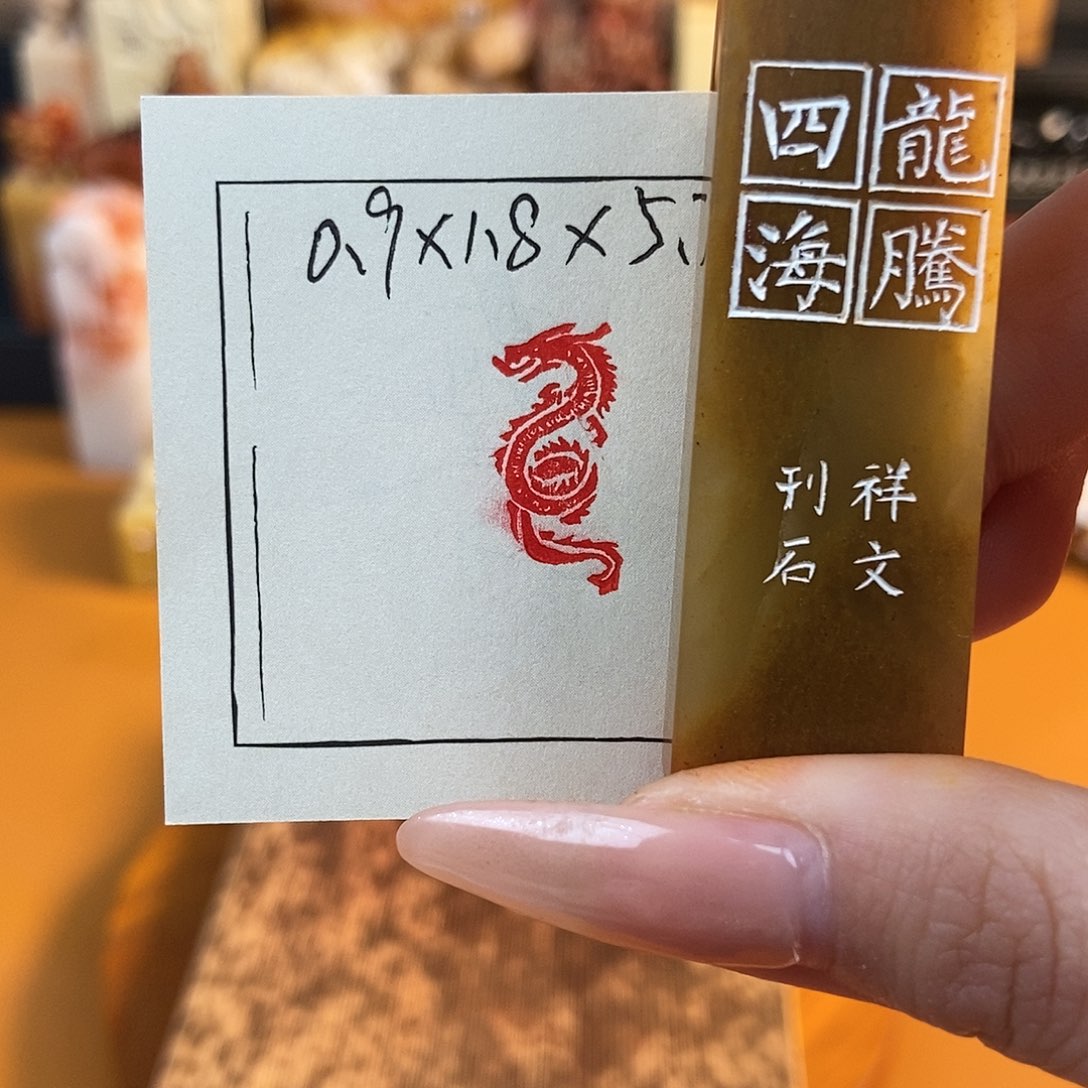 0.9×1.8×5.
龍騰
四海
祥文
刊石